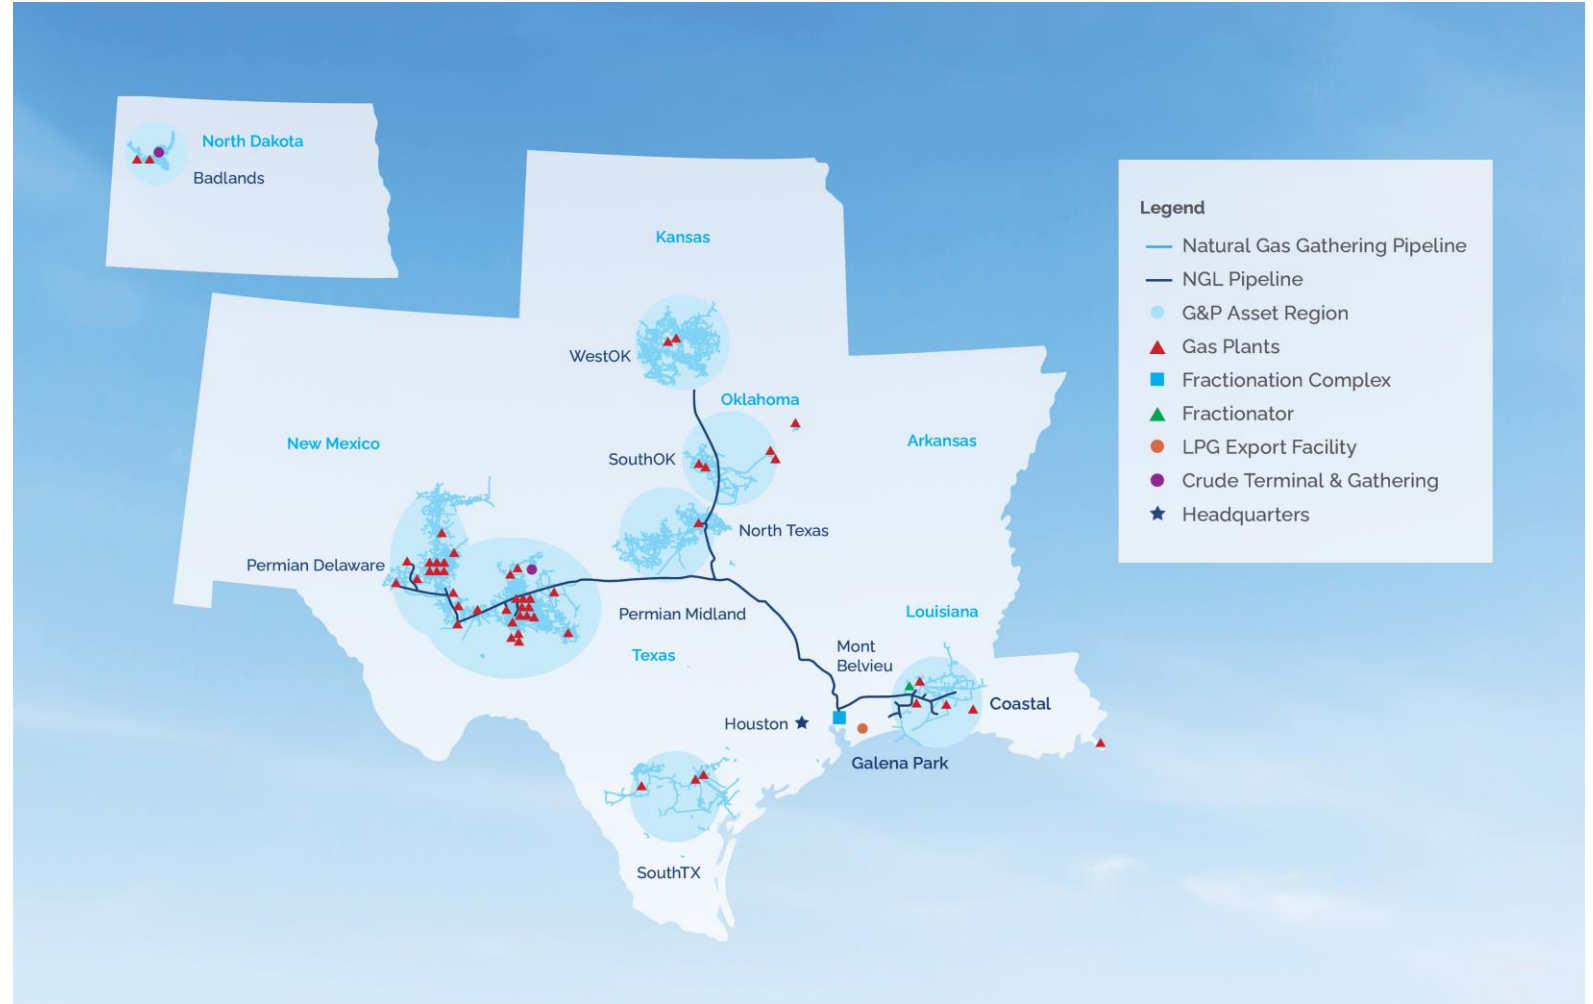 North Dakota
Badlands
Kansas
WestOK
Oklahoma
New Mexico
Arkansas
SouthOK
North Texas
Permian Delaware
Permian Midland
Louisiana
Texas
Mont
Belvieu
Coastal
Houston
Galena Park
SouthTX
Legend
Natural Gas Gathering Pipeline
NGL Pipeline
G&P Asset Region
Gas Plants
Fractionation Complex
Fractionator
LPG Export Facility
Crude Terminal & Gathering
Headquarters